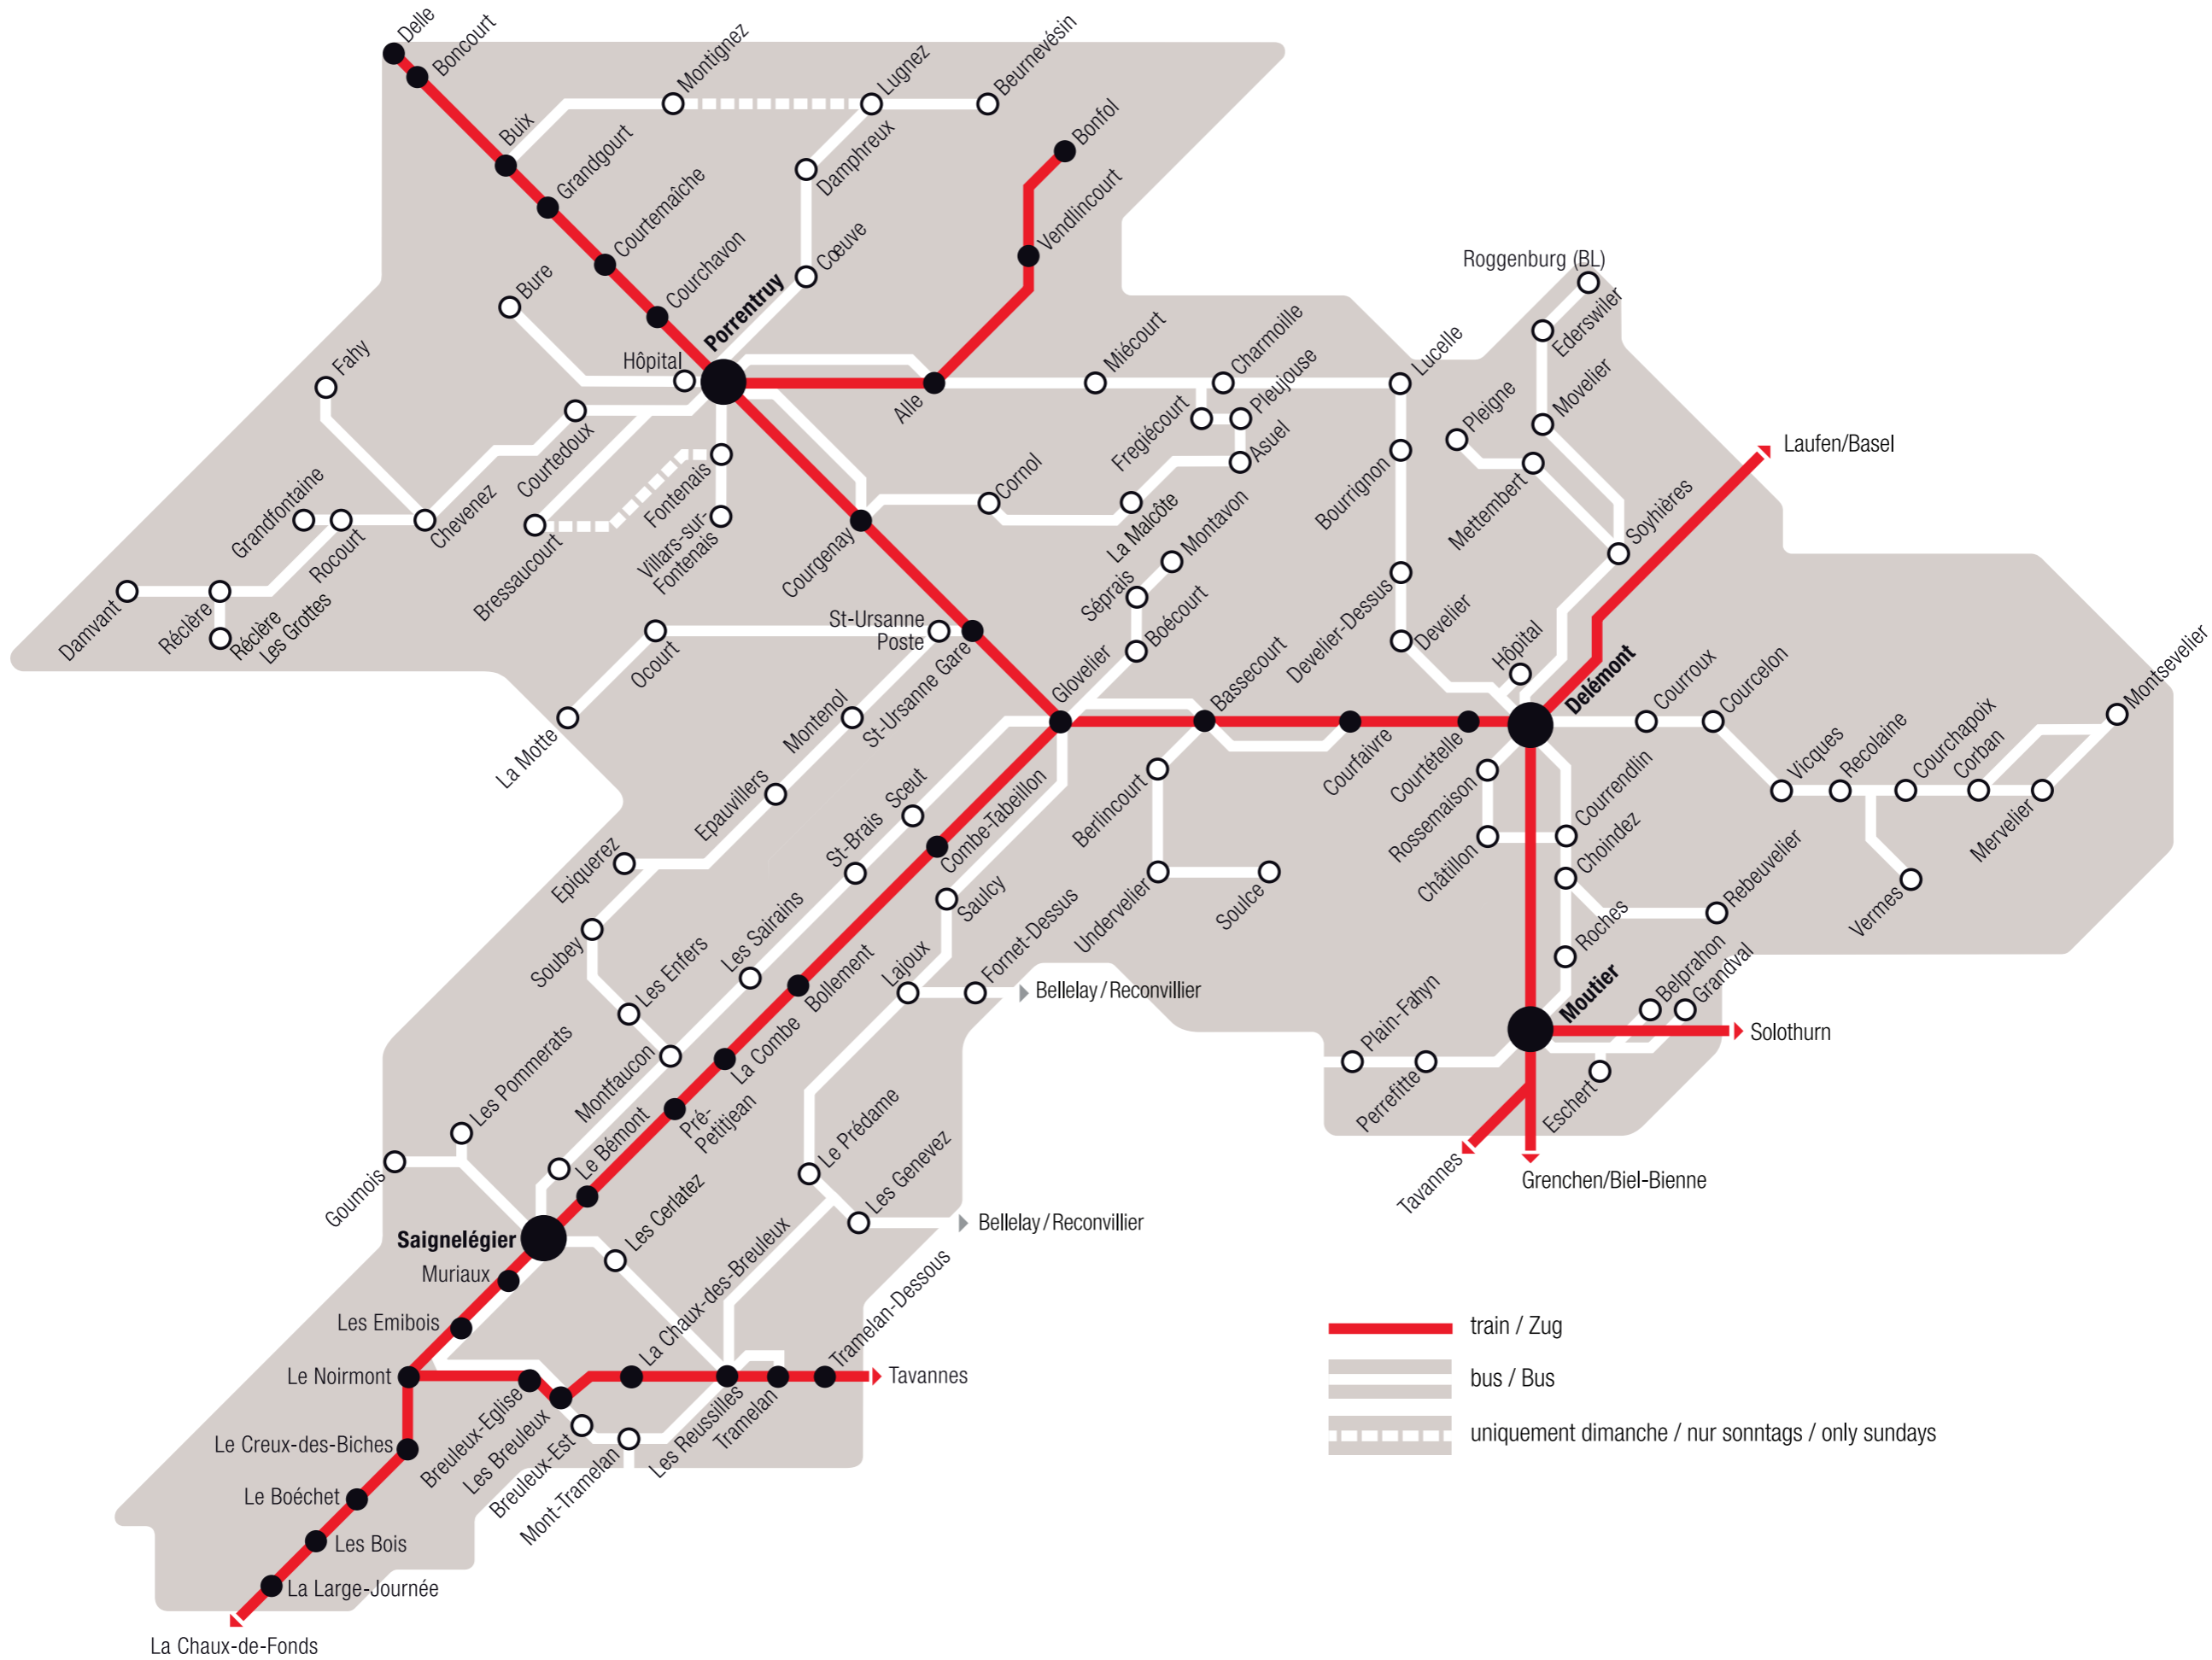 Delle
Boncourt
Montignez
Lugnez
Beurnevésin
Buix
Bonfol
Grandgourt
Damphreux
Courtemaîche
Vendlincourt
Courchavon
Cœuve
Roggenburg (BL)
Bure
Porrentruy
Ederswiler
Hôpital
Fahy
Miécourt
Charmoille
Pleujouse
Lucelle
Movelier
Pleigne
Alle
Fregiécourt
Asuel
Laufen/Basel
Courtedoux
Grandfontaine
Chevenez
Fontenais
Cornol
Bourrignon
Mettembert
Soyhières
Rocourt
Bressaucourt
Villars-sur-
Fontenais
Courgenay
La Malcôte
Montavon
Séprais
Boécourt
Damvant
Réclère
Réclère
Les Grottes
St-Ursanne
Poste
Ocourt
St-Ursanne Gare
Glovelier
Bassecourt
Develier-Dessus
Develier
Hôpital
Delémont
Courroux
Courcelon
Montsevelier
La Motte
Montenol
Courfaivre
Courtételle
Vicques
Recolaine
Courchapoix
Corban
Epauvillers
Sceut
Combe-Tabeillon
Berlincourt
Rossemaison
Courrendlin
Mervelier
Epiquerez
St-Brais
Châtillon
Choindez
Rebeuvelier
Vermes
Saulcy
Undervelier
Soulce
Soubey
Les Enfers
Les Sairains
Lajoux
Fornet-Dessus
Roches
Belprahon
Grandval
Bollement
Bellelay / Reconvillier
Plain-Fahyn
Moutier
Solothurn
Les Pommerats
Montfaucon
La Combe
Perrefitte
Eschert
Pré-
Petitjean
Le Prédame
Goumois
Le Bémont
Les Genevez
Tavannes
Grenchen/Biel-Bienne
Saignelégier
Les Cerlatez
Bellelay / Reconvillier
Muriaux
La Chaux-des-Breuleux
Tramelan-Dessous
Les Emibois
train / Zug
Le Noirmont
Tavannes
bus / Bus
Breuleux-Eglise
Les Breuleux
Breuleux-Est
Mont-Tramelan
Les Reussilles
Tramelan
uniquement dimanche / nur sonntags / only sundays
Le Creux-des-Biches
Le Boéchet
Les Bois
La Large-Journée
La Chaux-de-Fonds